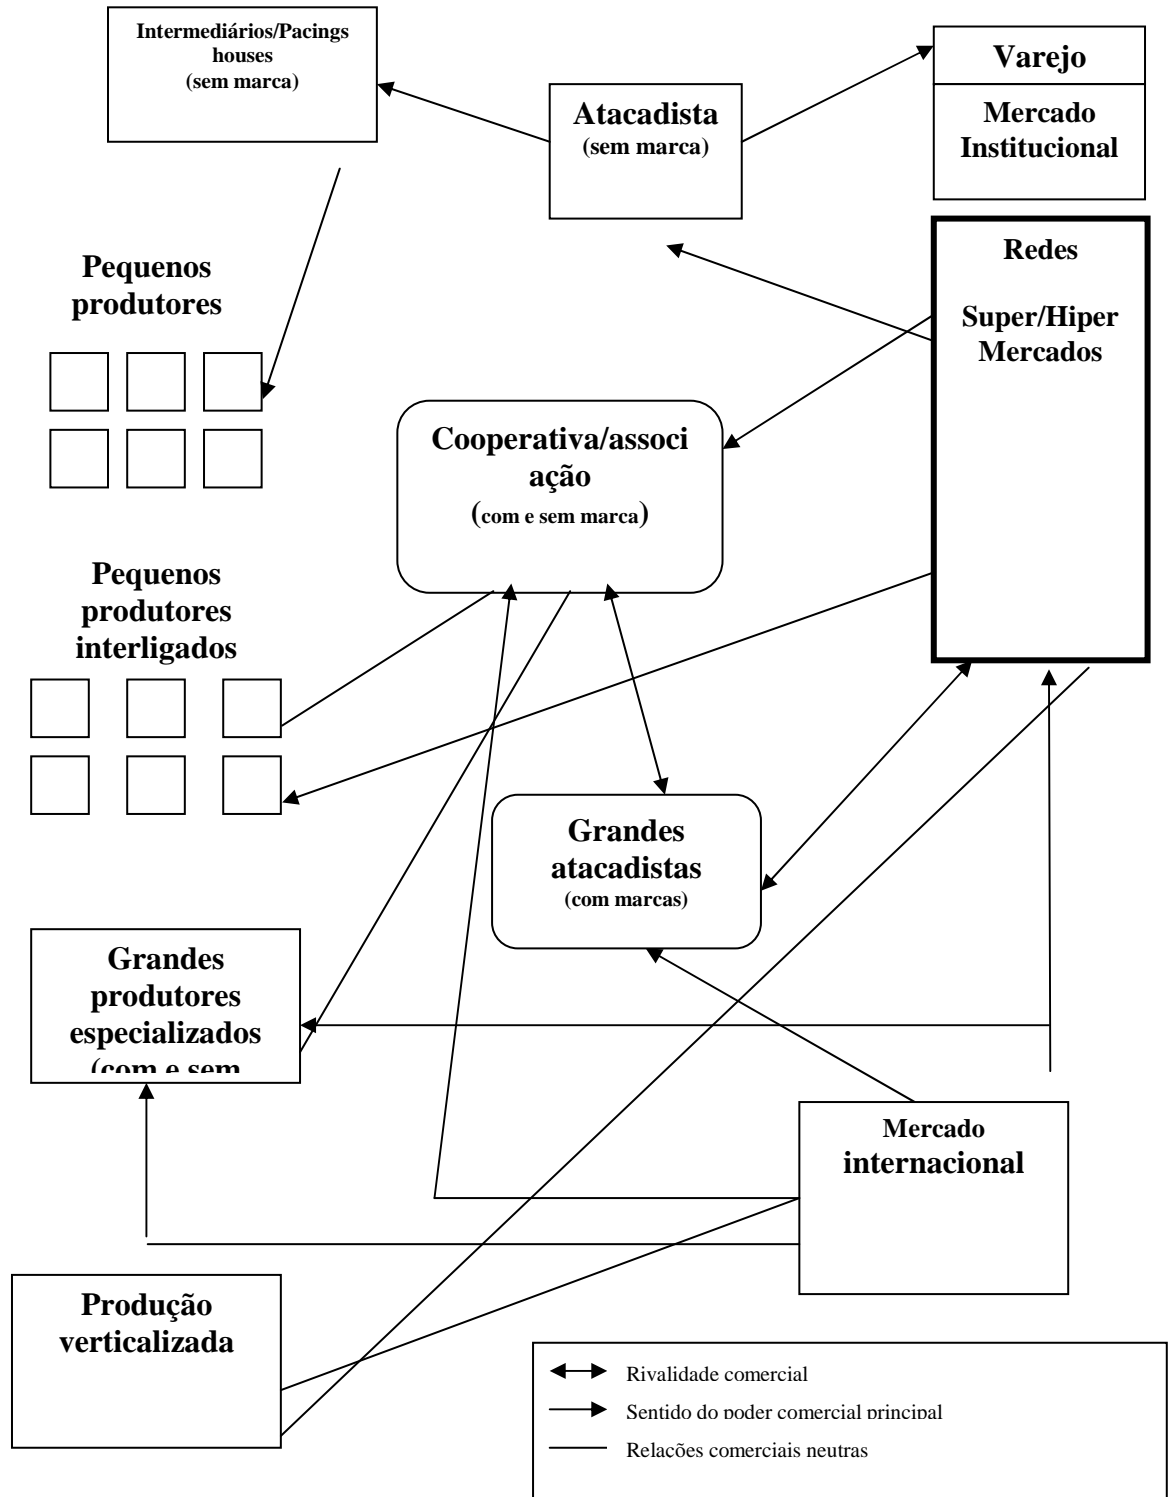 Intermediários/Pacings
houses
(sem marca)
Atacadista
(sem marca)
Varejo
Mercado
Institucional
Redes
Super/Hiper
Mercados
Pequenos
produtores
Cooperativa/associ
ação
(com e sem marca)
Pequenos
produtores
interligados
Grandes
atacadistas
(com marcas)
Grandes
produtores
especializados
(com e sem
Mercado
internacional
Produção
verticalizada
Rivalidade comercial
Sentido do poder comercial principal
Relações comerciais neutras